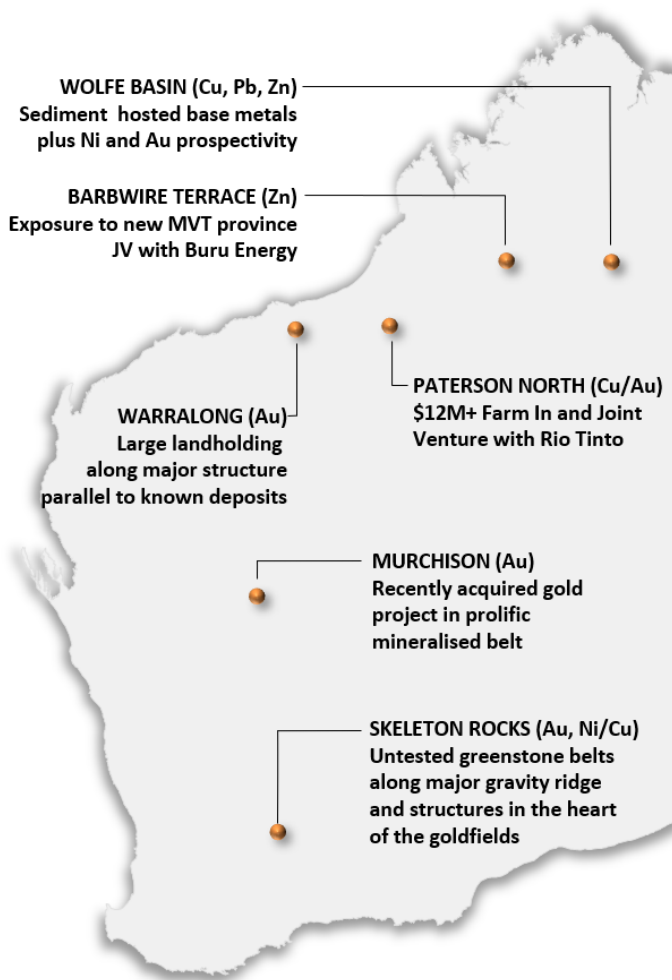 WOLFE BASIN (Cu, Pb, Zn)
Sediment hosted base metals
plus Ni and Au prospectivity
BARBWIRE TERRACE (Zn)
Exposure to new MVT province
JV with Buru Energy
PATERSON NORTH (Cu/Au)
$12M+ Farm In and Joint
Venture with Rio Tinto
WARRALONG (Au)
Large landholding
along major structure
parallel to known deposits
MURCHISON (Au)
Recently acquired gold
project in prolific
mineralised belt
SKELETON ROCKS (Au, Ni/Cu)
Untested greenstone belts
along major gravity ridge
and structures in the heart
of the goldfields